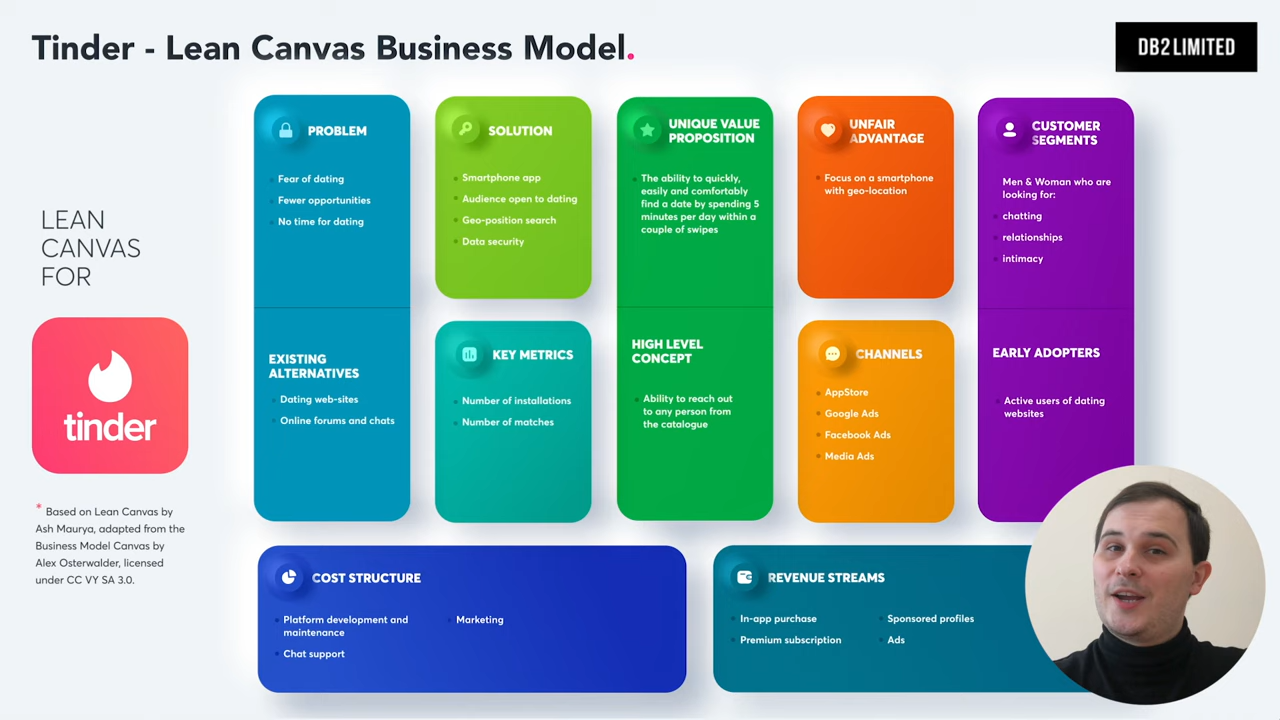 Tinder - Lean Canvas Business Model.
DB2 LIMITED
LEAN
CANVAS
FOR
tinder
* Based on Lean Canvas by
Ash Maurya, adapted from the
Business Model Canvas by
Alex Osterwalder, licensed
under CC VY SA 3.0.
PROBLEM
Fear of dating
Fewer opportunities
No time for dating
EXISTING
ALTERNATIVES
Dating web-sites
Online forums and chats
SOLUTION
Smartphone app
Audience open to dating
Geo-position search
Data security
KEY METRICS
Number of installations
Number of matches
UNIQUE VALUE
PROPOSITION
The ability to quickly,
easily and comfortably
find a date by spending 5
minutes per day within a
couple of swipes
HIGH LEVEL
CONCEPT
Ability to reach out
to any person from
the catalogue
UNFAIR
ADVANTAGE
Focus on a smartphone
with geo-location
CHANNELS
AppStore
Google Ads
Facebook Ads
Media Ads
CUSTOMER
SEGMENTS
Men & Woman who are
looking for:
chatting
relationships
intimacy
EARLY ADOPTERS
Active users of dating
websites
COST STRUCTURE
Platform development and
maintenance
Chat support
Marketing
REVENUE STREAMS
In-app purchase
Premium subscription
Sponsored profiles
Ads